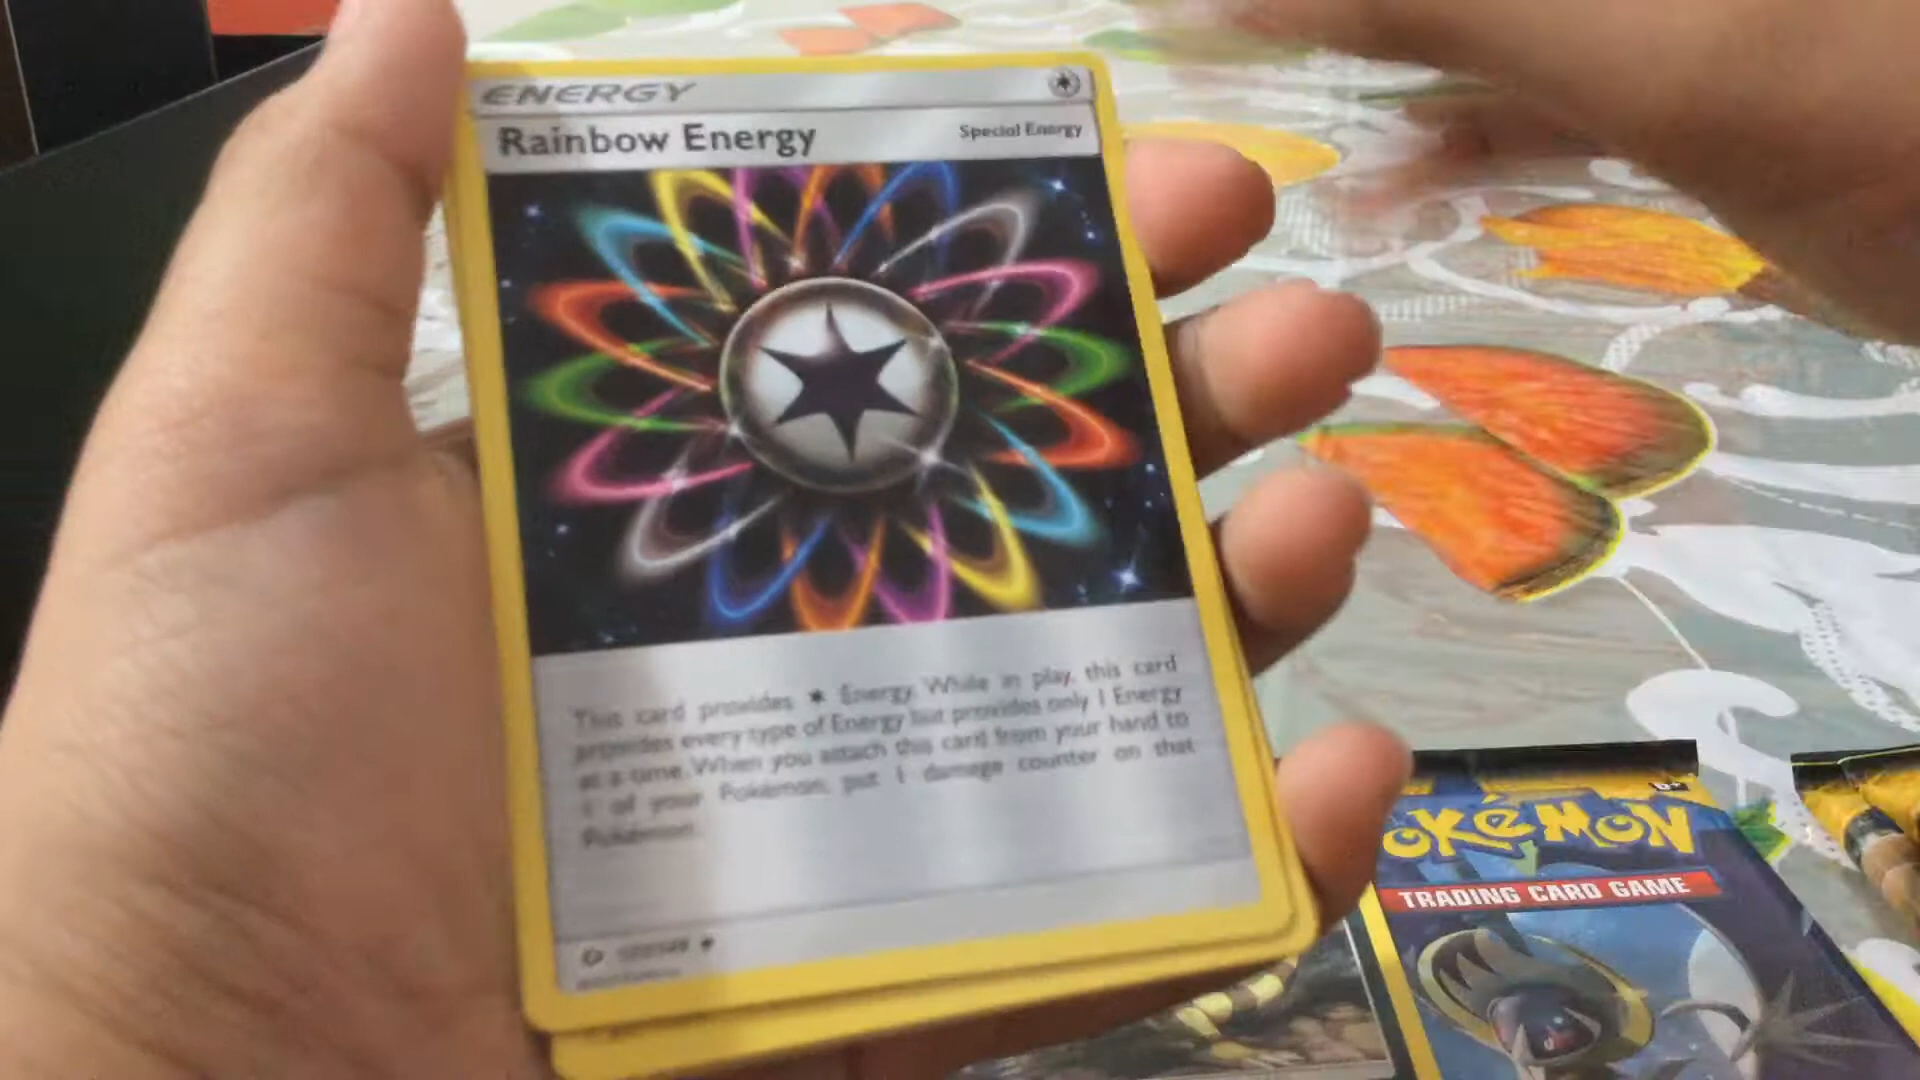 ENERGY
Rainbow Energy
Special Energy
This card provides * Energy. While in play, this card
provides every type of Energy but provides only 1 Energy
at a time. When you attach this card from your hand to
1 of your Pokémon, put 1 damage counter on that
Pokémon.
POKéMON
TRADING CARD GAME